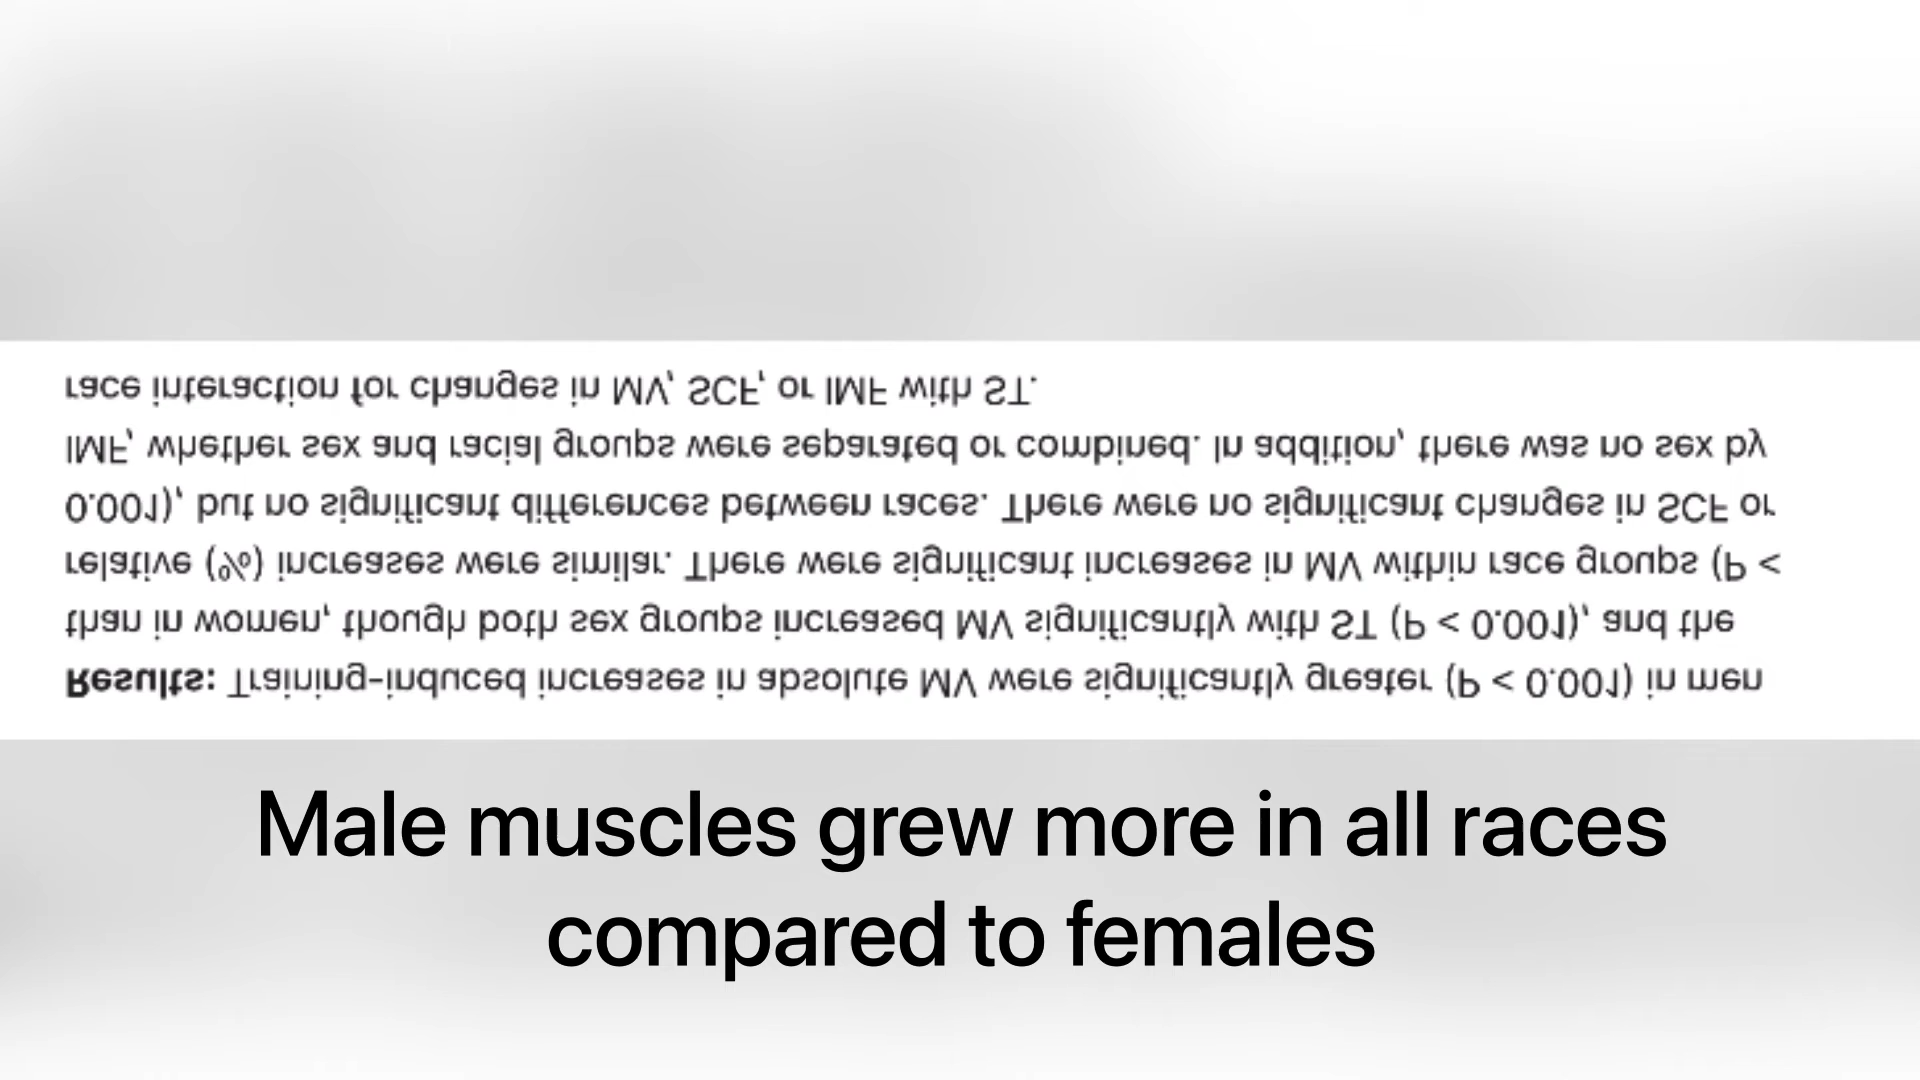 Results: Training-induced increases in absolute MV were significantly greater (P < 0.001) in men
than in women, though both sex groups increased MV significantly with ST (P < 0.001), and the
relative (%) increases were similar. There were significant increases in MV within race groups (P <
0.001), but no significant differences between races. There were no significant changes in SCF or
IMF, whether sex and racial groups were separated or combined. In addition, there was no sex by
race interaction for changes in MV, SCF, or IMF with ST.
Male muscles grew more in all races
compared to females